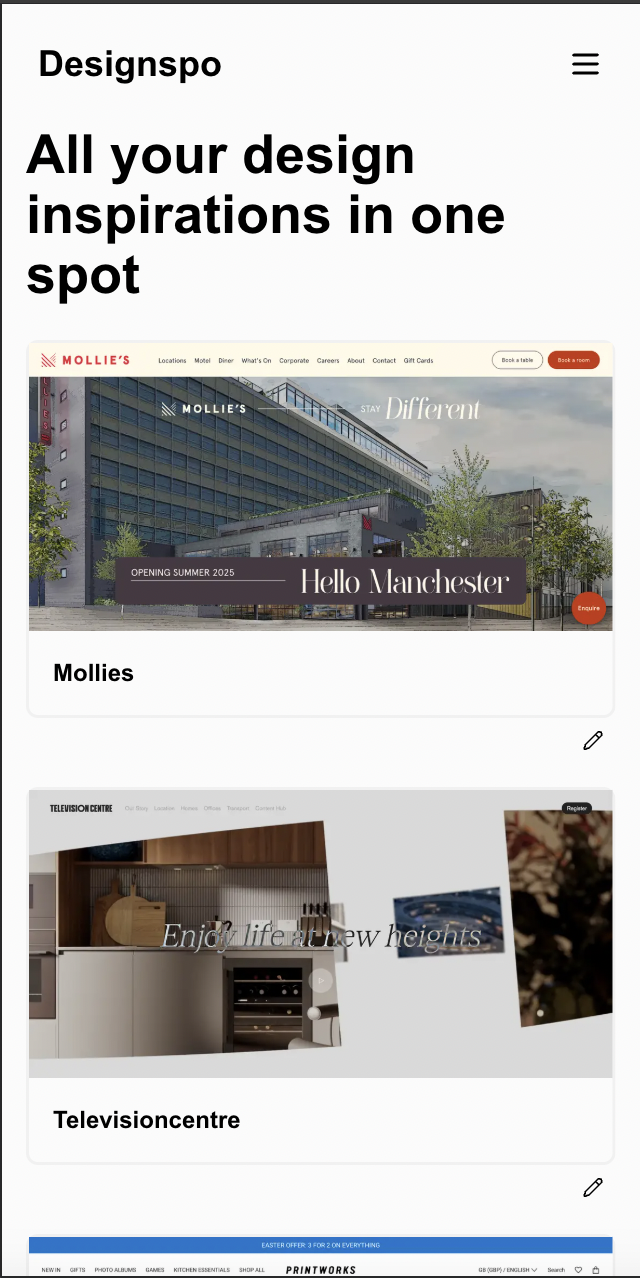 Designspo
All your design
inspirations in one
spot
MOLLIE'S Locations Motel Diner What's On Corporate Careers About Contact Gift Cards Book a table Book a room
MOLLIE'S STAY Different
OPENING SUMMER 2025 Hello Manchester
Enquire
Mollies
TELEVISION CENTRE Our Story Location Homes Offices Transport Content Hub Register
Enjoy life at new heights
Televisioncentre
EASTER OFFER: 3 FOR 2 ON EVERYTHING
NEW IN GIFTS PHOTO ALBUMS GAMES KITCHEN ESSENTIALS SHOP ALL PRINTWORKS GB (GBP) / ENGLISH Search